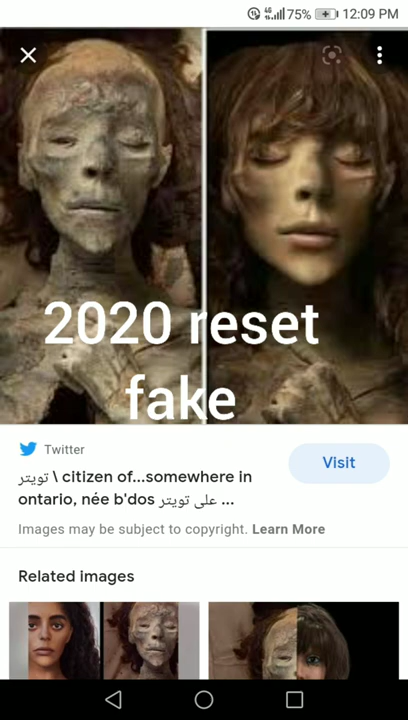 4G 75% 12:09 PM
2020 reset
fake
Twitter
تويتر \ citizen of...somewhere in
ontario, née b'dos على تويتر ...
Visit
Images may be subject to copyright. Learn More
Related images